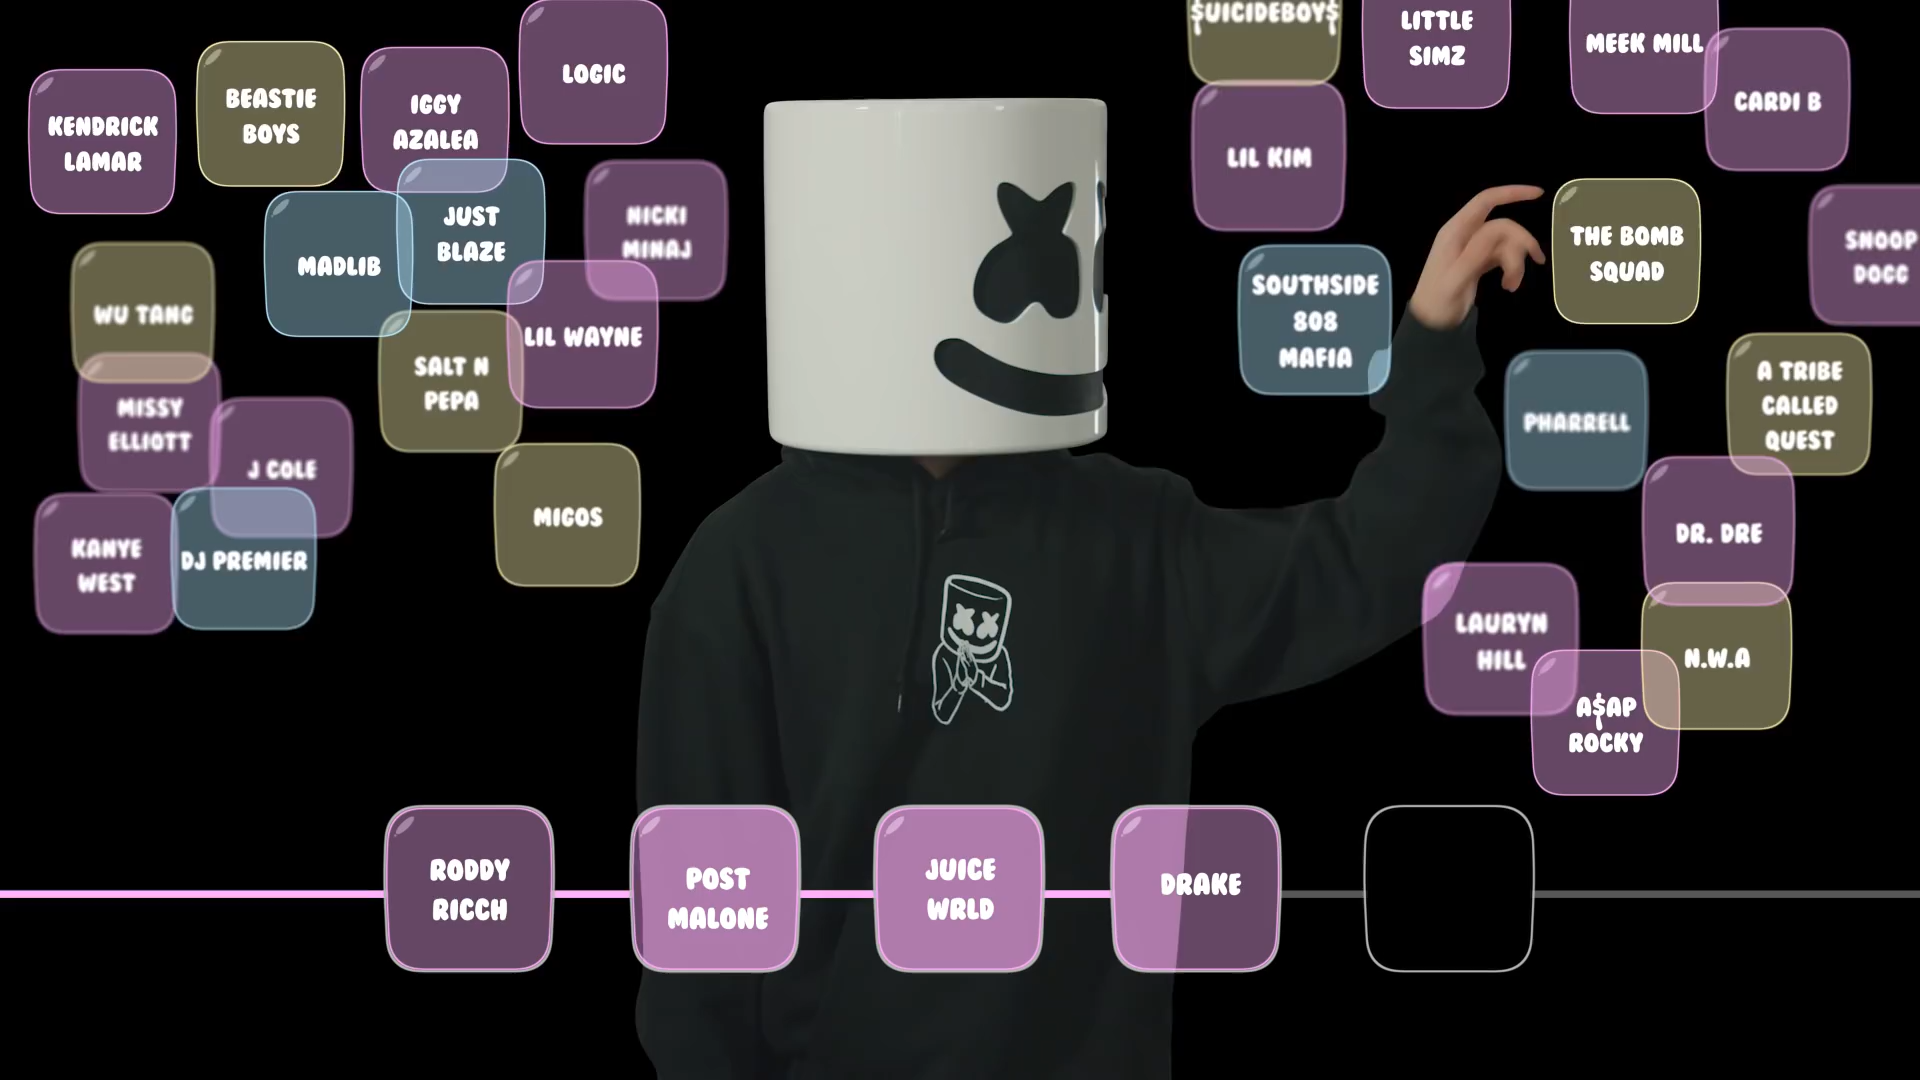 KENDRICK
LAMAR
BEASTIE
BOYS
IGGY
AZALEA
LOGIC
MADLIB
JUST
BLAZE
NICKI
MINAJ
WU TANG
SALT N
PEPA
LIL WAYNE
MISSY
ELLIOTT
J COLE
KANYE
WEST
DJ PREMIER
MIGOS
$UICIDEBOY$
LITTLE
SIMZ
MEEK MILL
CARDI B
LIL KIM
THE BOMB
SQUAD
SNOOP
DOGG
SOUTHSIDE
808
MAFIA
PHARRELL
A TRIBE
CALLED
QUEST
DR. DRE
LAURYN
HILL
N.W.A
A$AP
ROCKY
RODDY
RICCH
POST
MALONE
JUICE
WRLD
DRAKE